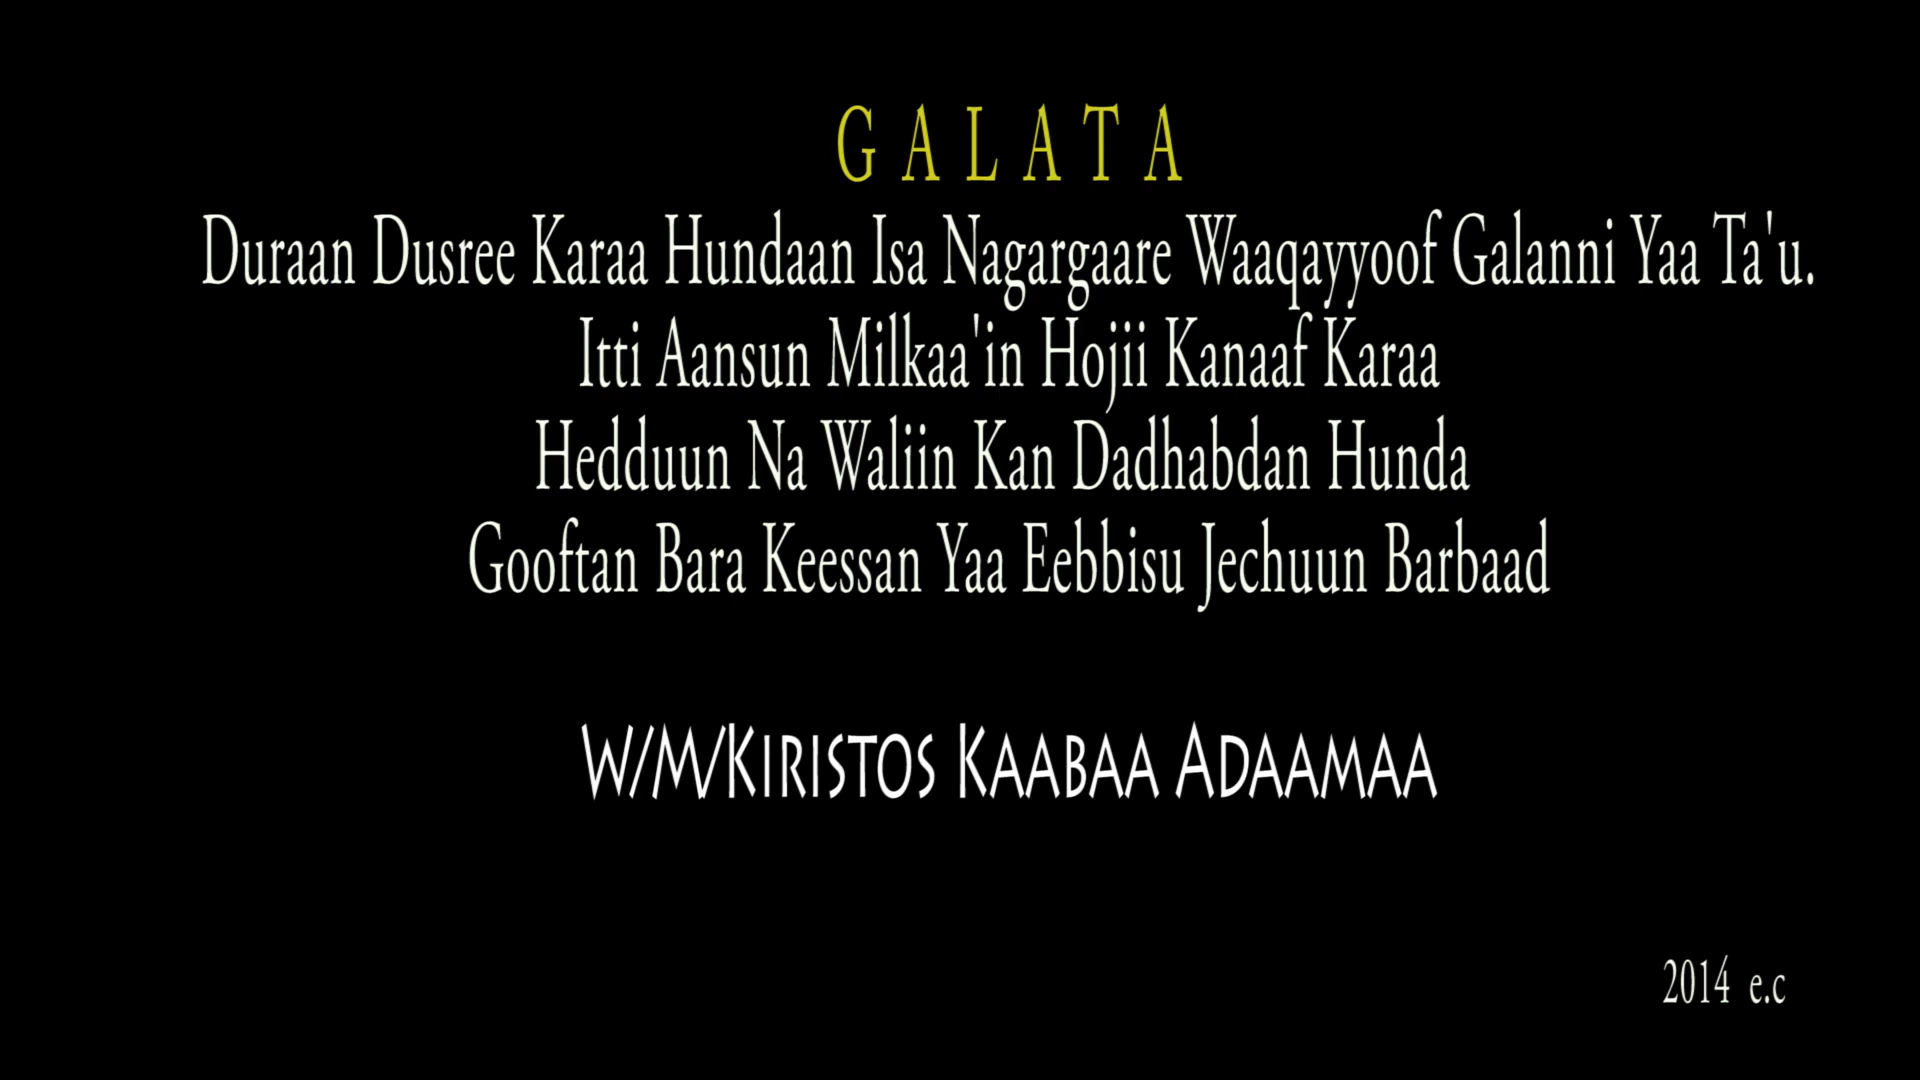 GALATA
Duraan Dusree Karaa Hundaan Isa Nagargaare Waaqayyoof Galanni Yaa Ta'u.
Itti Aansun Milkaa'in Hojii Kanaaf Karaa
Hedduun Na Waliin Kan Dadhabdan Hunda
Gooftan Bara Keessan Yaa Eebbisu Jechuun Barbaad
W/M/Kiristos Kaabaa Adaamaa
2014 e.c